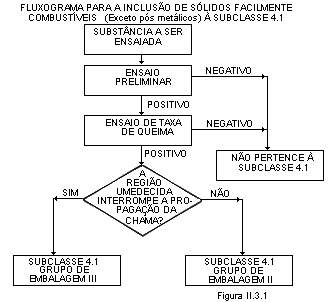 FLUXOGRAMA PARA A INCLUSÃO DE SÓLIDOS FACILMENTE
COMBUSTÍVEIS (Exceto pós metálicos) À SUBCLASSE 4.1
SUBSTÂNCIA A SER
ENSAIADA
ENSAIO
PRELIMINAR
NEGATIVO
POSITIVO
ENSAIO DE TAXA
DE QUEIMA
NEGATIVO
POSITIVO
NÃO PERTENCE À
SUBCLASSE 4.1
A
REGIÃO
UMEDECIDA
INTERROMPE A PRO-
PAGAÇÃO DA
CHAMA?
SIM
NÃO
SUBCLASSE 4.1
GRUPO DE
EMBALAGEM III
SUBCLASSE 4.1
GRUPO DE
EMBALAGEM II
Figura II.3.1